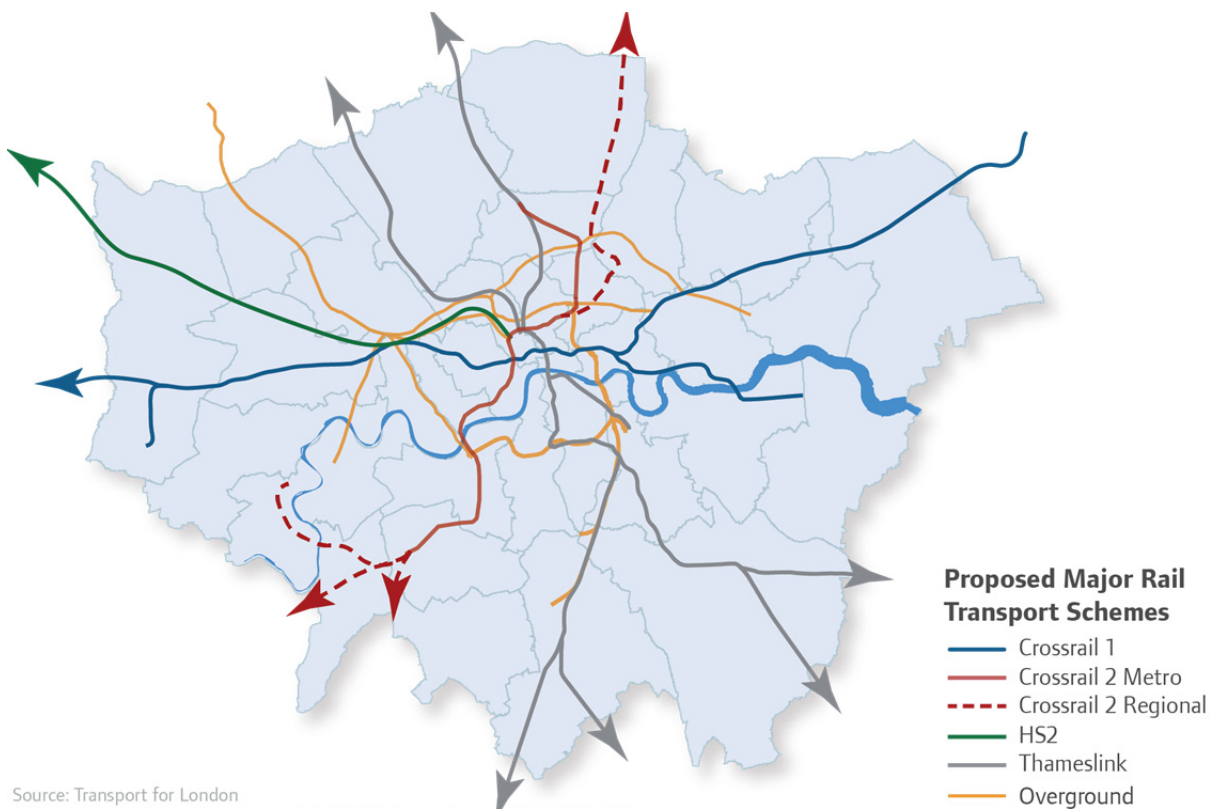 Proposed Major Rail
Transport Schemes
Crossrail 1
Crossrail 2 Metro
Crossrail 2 Regional
HS2
Thameslink
Overground
Source: Transport for London